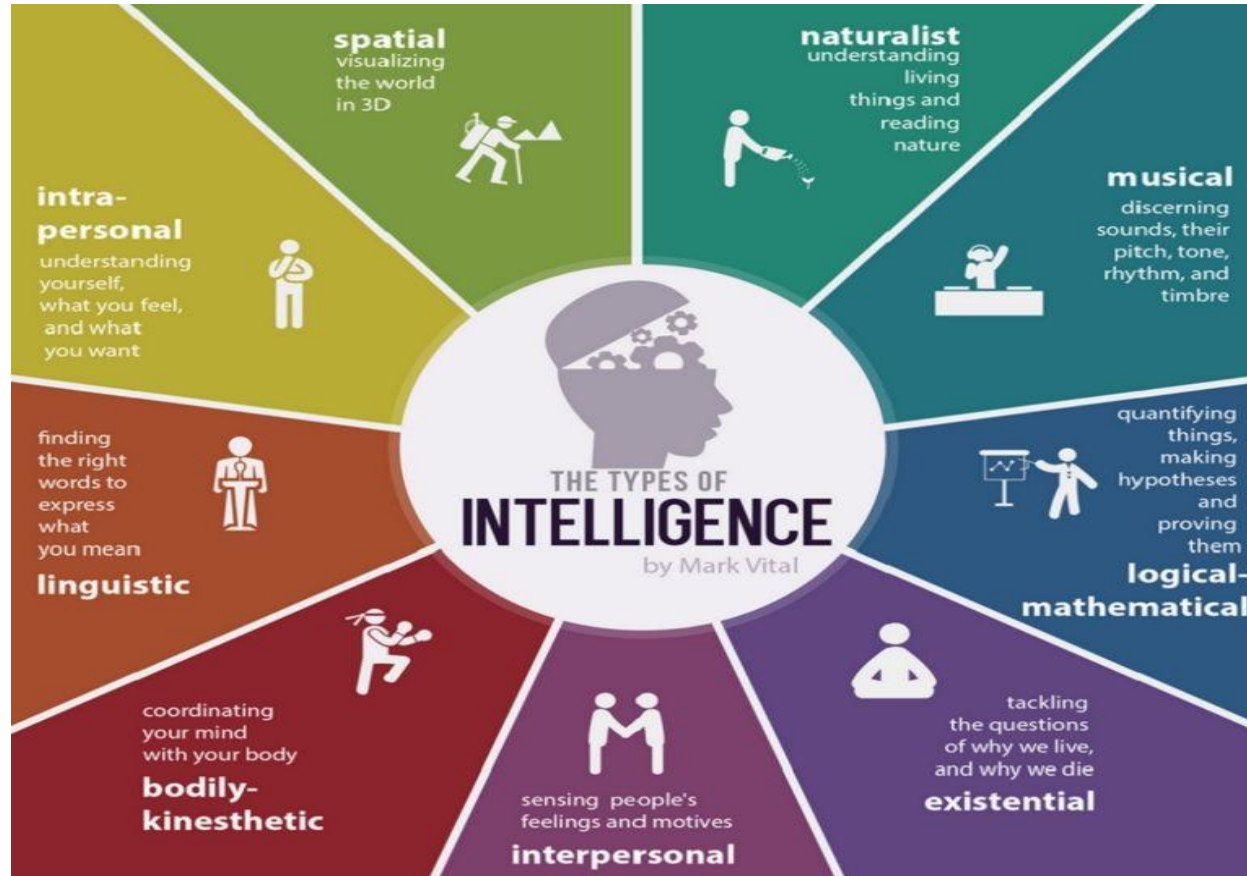 spatial
visualizing
the world
in 3D
naturalist
understanding
living
things and
reading
nature
musical
discerning
sounds, their
pitch, tone,
rhythm, and
timbre
quantifying
things,
making
hypotheses
and
proving
them
logical-
mathematical
tackling
the questions
of why we live,
and why we die
existential
sensing people's
feelings and motives
interpersonal
coordinating
your mind
with your body
bodily-
kinesthetic
finding
the right
words to
express
what
you mean
linguistic
intra-
personal
understanding
yourself,
what you feel,
and what
you want
THE TYPES OF
INTELLIGENCE
by Mark Vital